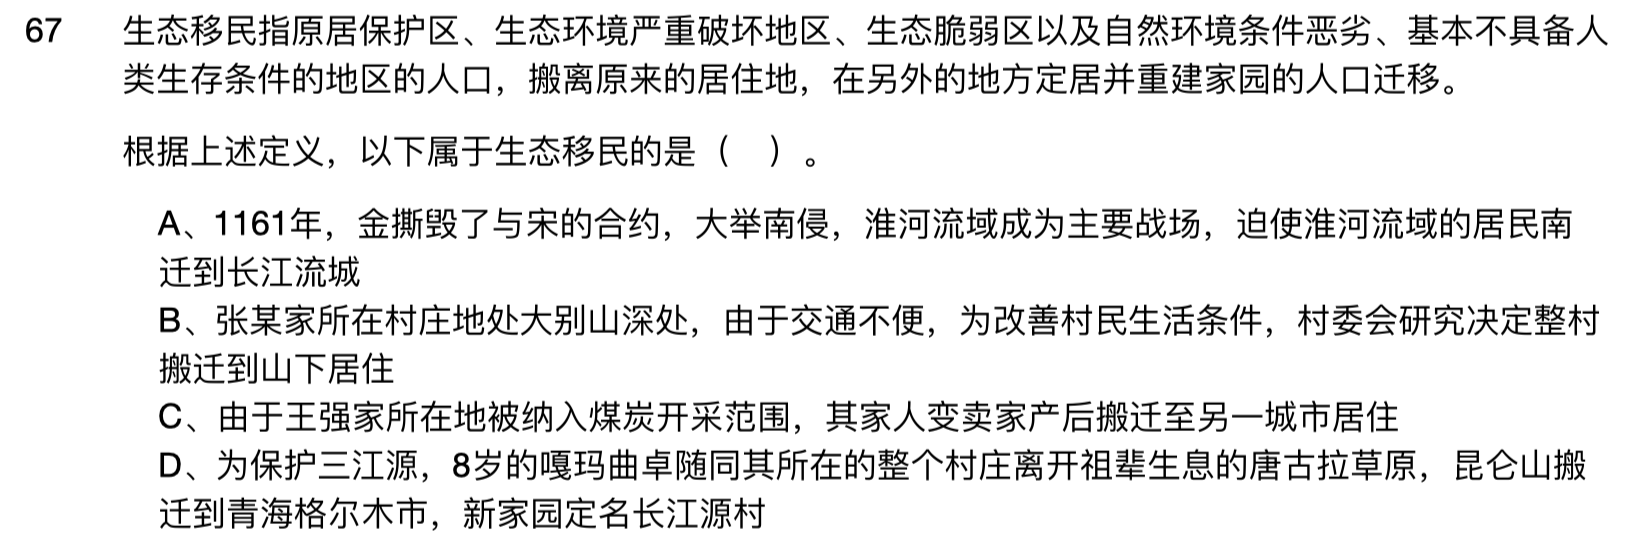 67 生态移民指原居保护区、生态环境严重破坏地区、生态脆弱区以及自然环境条件恶劣、基本不具备人
类生存条件的地区的人口，搬离原来的居住地，在另外的地方定居并重建家园的人口迁移。
根据上述定义，以下属于生态移民的是（ ）。
A、1161年，金撕毁了与宋的合约，大举南侵，淮河流域成为主要战场，迫使淮河流域的居民南
迁到长江流城
B、张某家所在村庄地处大别山深处，由于交通不便，为改善村民生活条件，村委会研究决定整村
搬迁到山下居住
C、由于王强家所在地被纳入煤炭开采范围，其家人变卖家产后搬迁至另一城市居住
D、为保护三江源，8岁的嘎玛曲卓随同其所在的整个村庄离开祖辈生息的唐古拉草原，昆仑山搬
迁到青海格尔木市，新家园定名长江源村